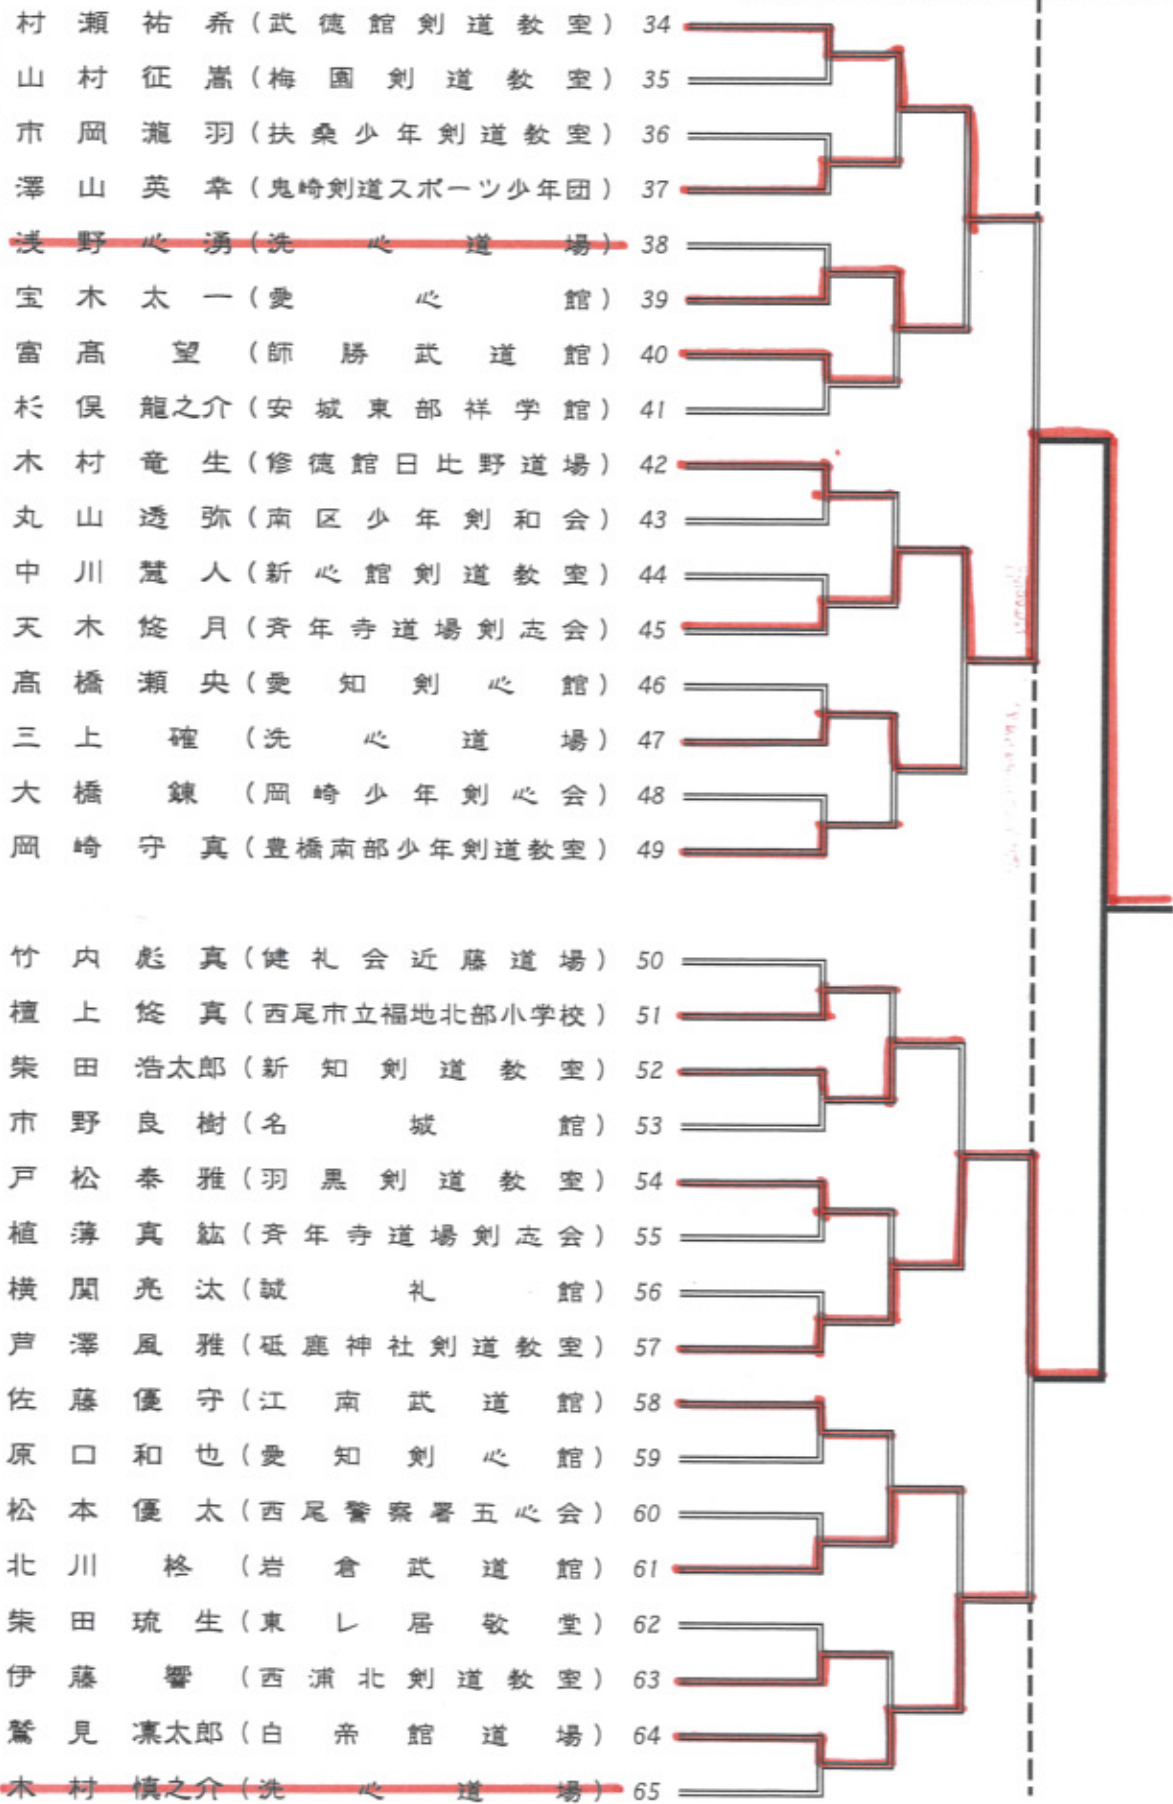 村瀬祐希(武徳館剣道教室) 34
山村征嵩(梅園剣道教室) 35
市岡瀧羽(扶桑少年剣道教室) 36
澤山英幸(鬼崎剣道スポーツ少年団) 37
浅野心湧(洗心道場) 38
宝木太一(愛心館) 39
富髙望(師勝武道館) 40
杉俣龍之介(安城東部祥学館) 41
木村竜生(修徳館日比野道場) 42
丸山透弥(南区少年剣和会) 43
中川慧人(新心館剣道教室) 44
天木悠月(斉年寺道場剣志会) 45
髙橋瀬央(愛知剣心館) 46
三上確(洗心道場) 47
大橋錬(岡崎少年剣心会) 48
岡崎守真(豊橋南部少年剣道教室) 49
竹内彪真(健礼会近藤道場) 50
檀上悠真(西尾市立福地北部小学校) 51
柴田浩太郎(新知剣道教室) 52
市野良樹(名城館) 53
戸松泰雅(羽黒剣道教室) 54
植薄真紘(斉年寺道場剣志会) 55
横関亮汰(誠礼館) 56
芦澤風雅(砥鹿神社剣道教室) 57
佐藤優守(江南武道館) 58
原口和也(愛知剣心館) 59
松本優太(西尾警察署五心会) 60
北川柊(岩倉武道館) 61
柴田琉生(東レ居敬堂) 62
伊藤響(西浦北剣道教室) 63
鷲見凛太郎(白帝館道場) 64
木村慎之介(洗心道場) 65